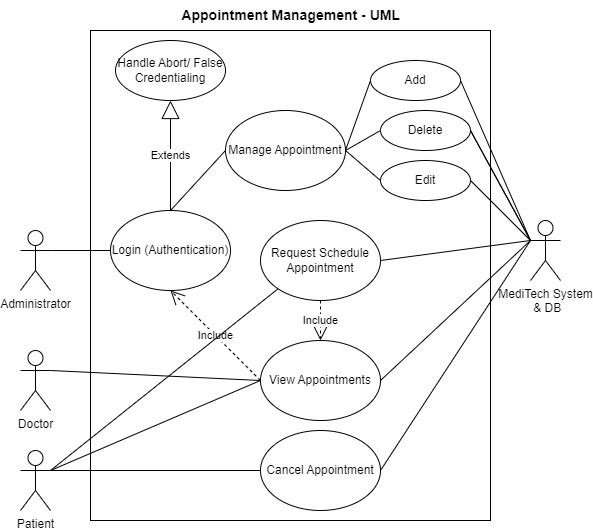 Appointment Management - UML
Handle Abort/ False
Credentialing
Add
Extends
Manage Appointment
Delete
Edit
Login (Authentication)
Request Schedule
Appointment
Administrator
MediTech System
& DB
Include
Include
View Appointments
Doctor
Cancel Appointment
Patient